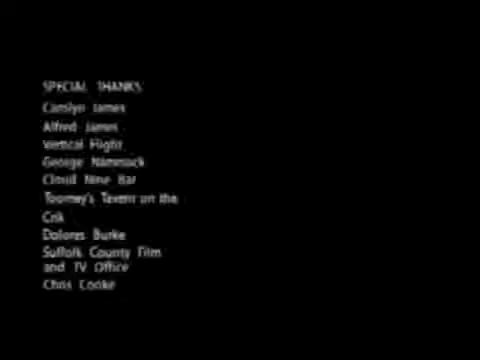 SPECIAL THANKS
Carolyn James
Alfred James
Vertical Flight
George Nammack
Cloud Nine Bar
Toomey's Tavern on the
Crik
Dolores Burke
Suffolk County Film
and TV Office
Chris Cooke